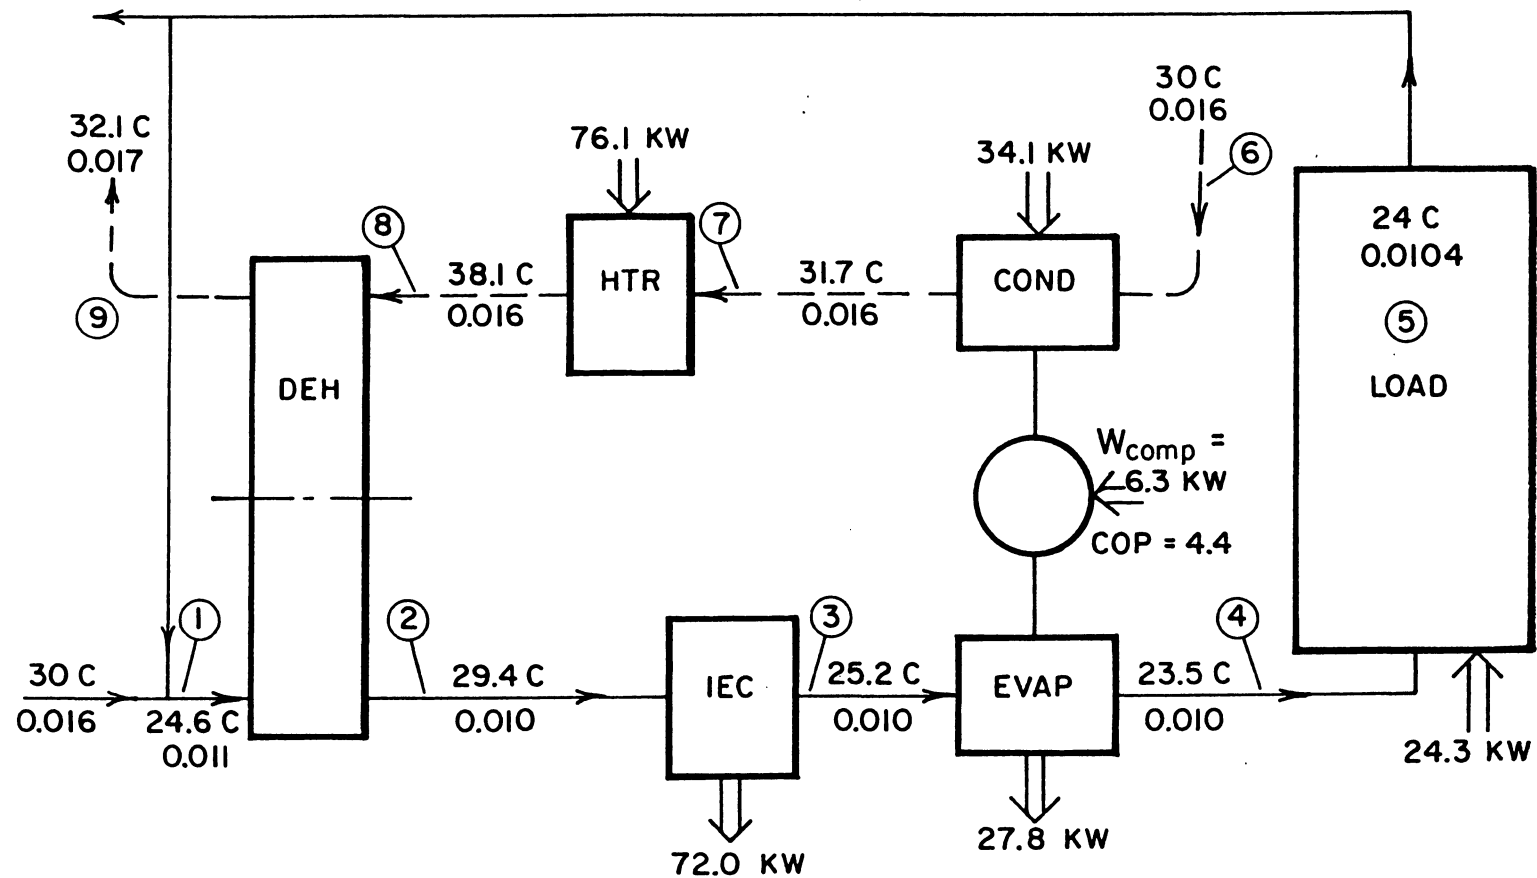 30 C
0.016
6
32.1 C
0.017
76.1 KW
34.1 KW
8
7
24 C
0.0104
5
LOAD
38.1 C
0.016
HTR
31.7 C
0.016
COND
9
DEH
Wcomp =
6.3 KW
COP = 4.4
1
2
3
4
30 C
0.016
24.6 C
0.011
29.4 C
0.010
IEC
25.2 C
0.010
EVAP
23.5 C
0.010
24.3 KW
72.0 KW
27.8 KW